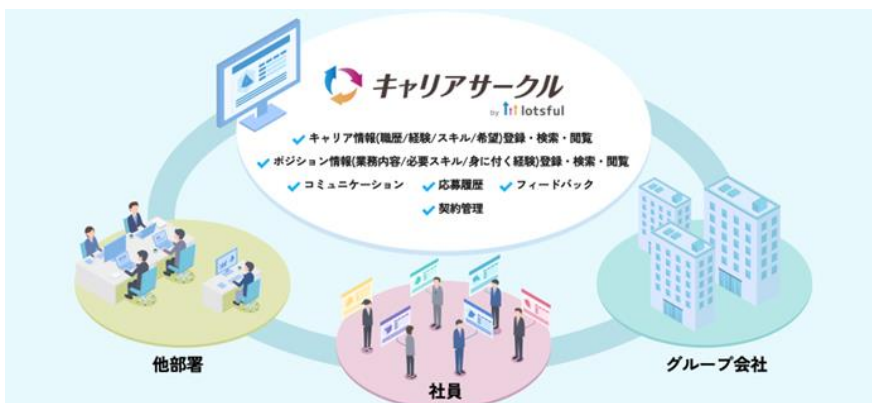 キャリアサークル
by lotsful
キャリア情報(職歴/経験/スキル/希望)登録・検索・閲覧
ポジション情報(業務内容/必要スキル/身に付く経験)登録・検索・閲覧
コミュニケーション 応募履歴 フィードバック
契約管理
他部署
グループ会社
社員